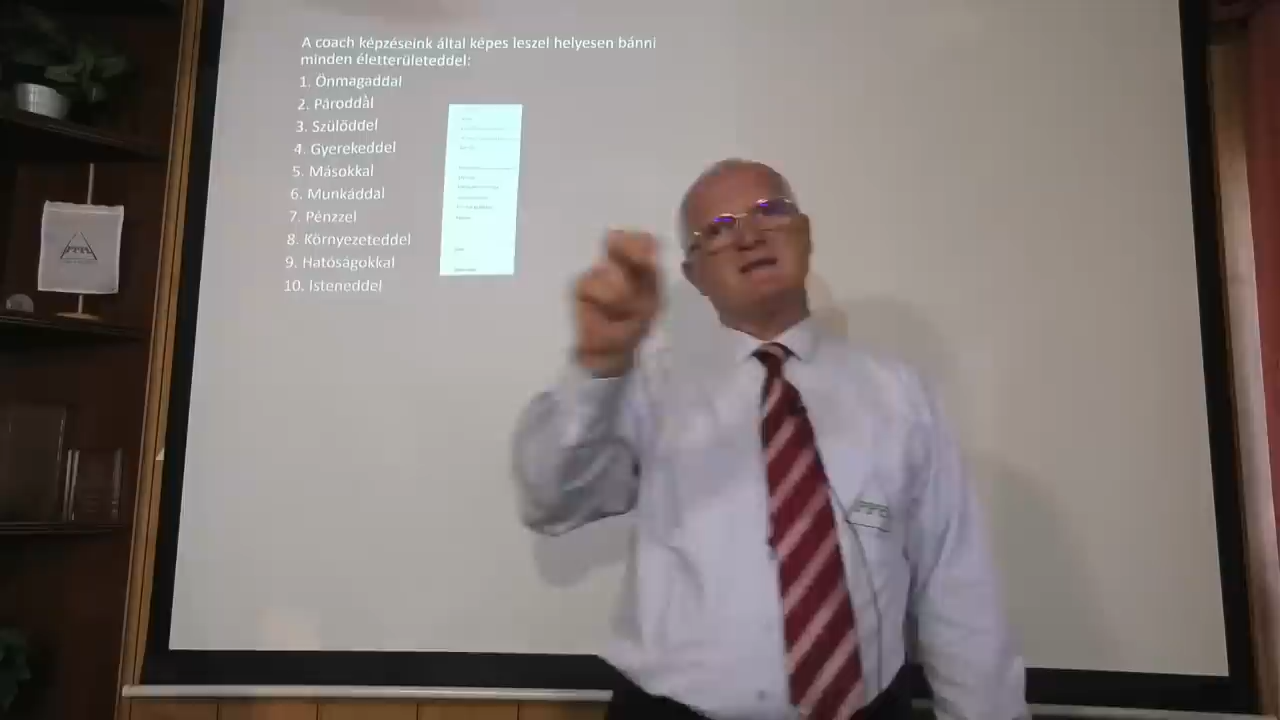 A coach képzéseink által képes leszel helyesen bánni
minden életterületeddel:
1. Önmagaddal
2. Pároddal
3. Szülőddel
4. Gyerekeddel
5. Másokkal
6. Munkáddal
7. Pénzzel
8. Környezeteddel
9. Hatóságokkal
10. Isteneddel